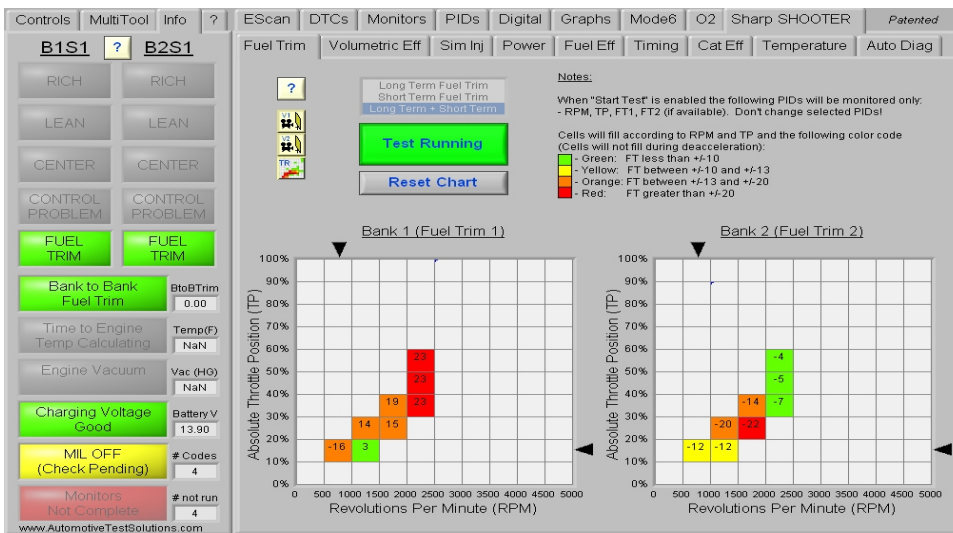 Controls MultiTool Info ?
B1S1 ? B2S1
RICH RICH
LEAN LEAN
CENTER CENTER
CONTROL PROBLEM CONTROL PROBLEM
FUEL TRIM FUEL TRIM
Bank to Bank Fuel Trim BtoBTrim 0.00
Time to Engine Temp Calculating Temp(F) NaN
Engine Vacuum Vac (HG) NaN
Charging Voltage Good Battery V 13.90
MIL OFF (Check Pending) # Codes 4
Monitors Not Complete # not run 4
www.AutomotiveTestSolutions.com
EScan DTCs Monitors PIDs Digital Graphs Mode6 O2 Sharp SHOOTER Patented
Fuel Trim Volumetric Eff Sim Inj Power Fuel Eff Timing Cat Eff Temperature Auto Diag
?
V1
V2
TR
Long Term Fuel Trim
Short Term Fuel Trim
Long Term + Short Term
Test Running
Reset Chart
Notes:
When "Start Test" is enabled the following PIDs will be monitored only:
- RPM, TP, FT1, FT2 (if available). Don't change selected PIDs!
Cells will fill according to RPM and TP and the following color code
(Cells will not fill during deacceleration):
- Green: FT less than +/-10
- Yellow: FT between +/-10 and +/-13
- Orange: FT between +/-13 and +/-20
- Red: FT greater than +/-20
Bank 1 (Fuel Trim 1)
Absolute Throttle Position (TP)
100%
90%
80%
70%
60%
50% 23
40% 23
30% 19 23
20% 14 15
10% -16 3
0%
0 500 1000 1500 2000 2500 3000 3500 4000 4500 5000
Revolutions Per Minute (RPM)
Bank 2 (Fuel Trim 2)
Absolute Throttle Position (TP)
100%
90%
80%
70%
60%
50% -4
40% -5
30% -14 -7
20% -20 -22
10% -12 -12
0%
0 500 1000 1500 2000 2500 3000 3500 4000 4500 5000
Revolutions Per Minute (RPM)